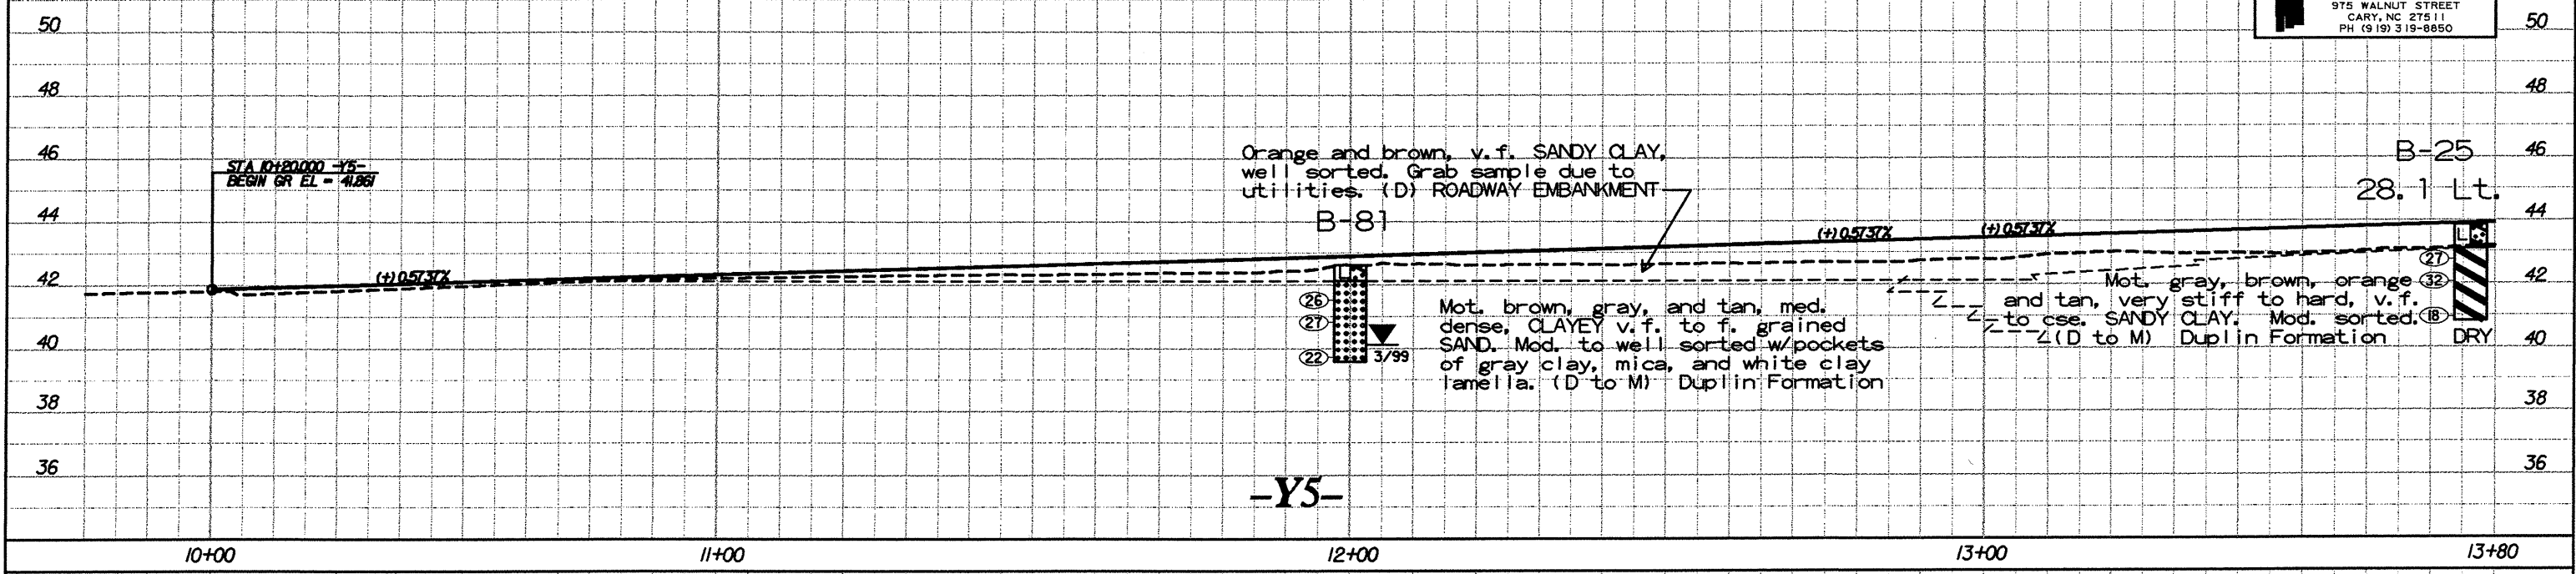 975 WALNUT STREET
CARY, NC 27511
PH (919) 319-8850
50
50
48
48
46
46
44
44
42
42
40
40
38
38
36
36
STA 10+20.000 -Y5-
BEGIN GR EL = 41.861
(+) 0.5737%
Orange and brown, v.f. SANDY CLAY,
well sorted. Grab sample due to
utilities. (D) ROADWAY EMBANKMENT
B-81
26
27
22
3/99
Mot. brown, gray, and tan, med.
dense, CLAYEY v.f. to f. grained
SAND. Mod. to well sorted w/pockets
of gray clay, mica, and white clay
lamella. (D to M) Duplin Formation
(+) 0.5737%
(+) 0.5737%
B-25
28.1 Lt.
27
32
18
DRY
Mot. gray, brown, orange
and tan, very stiff to hard, v.f.
to cse. SANDY CLAY. Mod. sorted.
(D to M) Duplin Formation
-Y5-
10+00
11+00
12+00
13+00
13+80